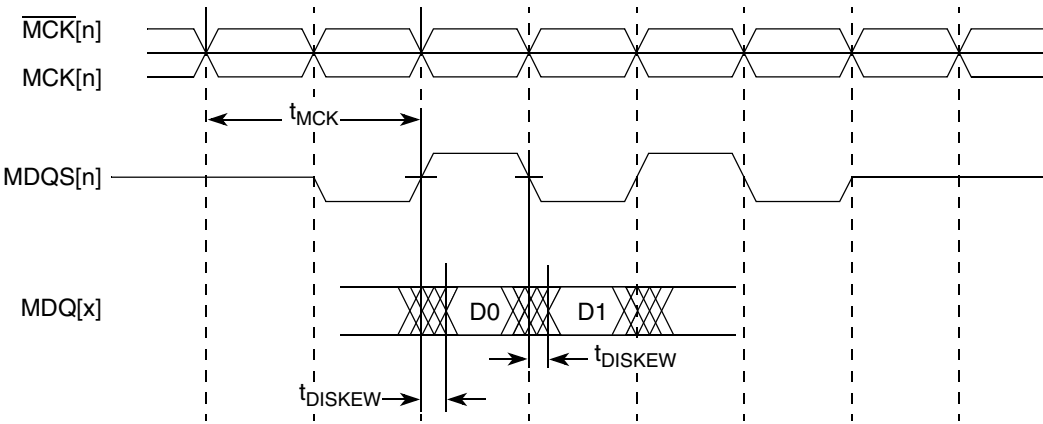 MCK[n]
MCK[n]
tMCK
MDQS[n]
MDQ[x]
D0
D1
tDISKEW
tDISKEW